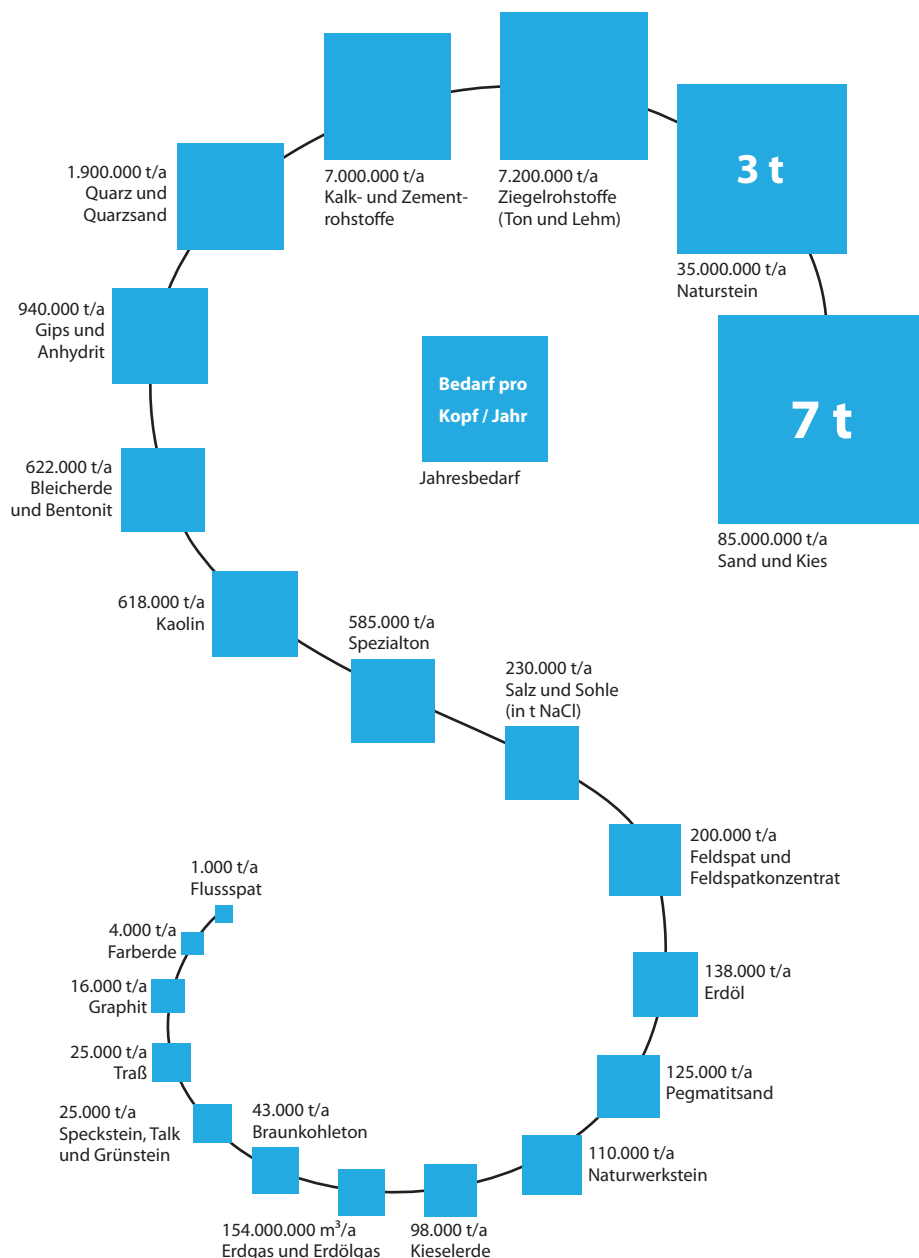 1.900.000 t/a
Quarz und
Quarzsand
7.000.000 t/a
Kalk- und Zement-
rohstoffe
7.200.000 t/a
Ziegelrohstoffe
(Ton und Lehm)
3 t
35.000.000 t/a
Naturstein
940.000 t/a
Gips und
Anhydrit
Bedarf pro
Kopf / Jahr
Jahresbedarf
7 t
85.000.000 t/a
Sand und Kies
622.000 t/a
Bleicherde
und Bentonit
618.000 t/a
Kaolin
585.000 t/a
Spezialton
230.000 t/a
Salz und Sohle
(in t NaCl)
200.000 t/a
Feldspat und
Feldspatkonzentrat
138.000 t/a
Erdöl
125.000 t/a
Pegmatitsand
110.000 t/a
Naturwerkstein
98.000 t/a
Kieselerde
154.000.000 m³/a
Erdgas und Erdölgas
43.000 t/a
Braunkohleton
25.000 t/a
Speckstein, Talk
und Grünstein
25.000 t/a
Traß
16.000 t/a
Graphit
4.000 t/a
Farberde
1.000 t/a
Flussspat